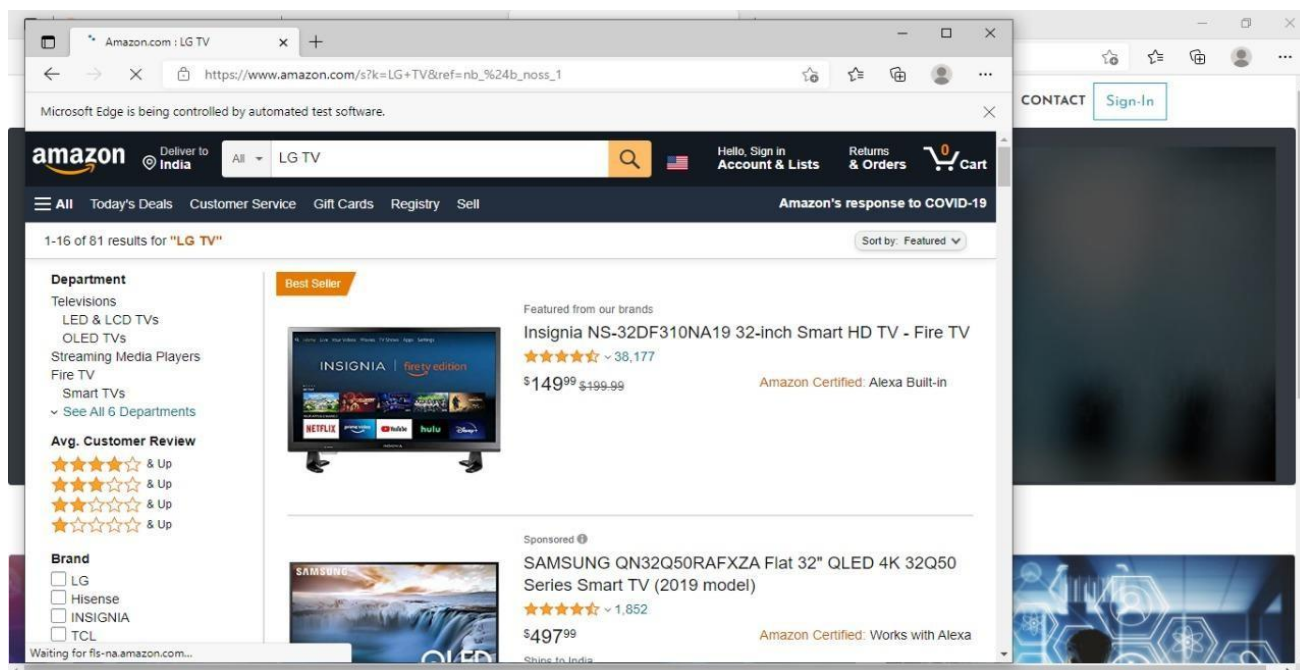 Amazon.com : LG TV
https://www.amazon.com/s?k=LG+TV&ref=nb_%24b_noss_1
Microsoft Edge is being controlled by automated test software.
CONTACT Sign-In
amazon
Deliver to
India
All
LG TV
Hello, Sign in
Account & Lists
Returns
& Orders
0
Cart
All Today's Deals Customer Service Gift Cards Registry Sell
Amazon's response to COVID-19
1-16 of 81 results for "LG TV"
Sort by: Featured
Department
Televisions
LED & LCD TVs
OLED TVs
Streaming Media Players
Fire TV
Smart TVs
See All 6 Departments
Avg. Customer Review
& Up
& Up
& Up
& Up
Brand
LG
Hisense
INSIGNIA
TCL
Waiting for fls-na.amazon.com...
Best Seller
INSIGNIA firetv edition
NETFLIX prime video YouTube hulu Disney+
INSIGNIA
Featured from our brands
Insignia NS-32DF310NA19 32-inch Smart HD TV - Fire TV
38,177
$14999 $199.99
Amazon Certified: Alexa Built-in
SAMSUNG
QLED
Sponsored
SAMSUNG QN32Q50RAFXZA Flat 32" QLED 4K 32Q50
Series Smart TV (2019 model)
1,852
$49799
Amazon Certified: Works with Alexa
Ships to India